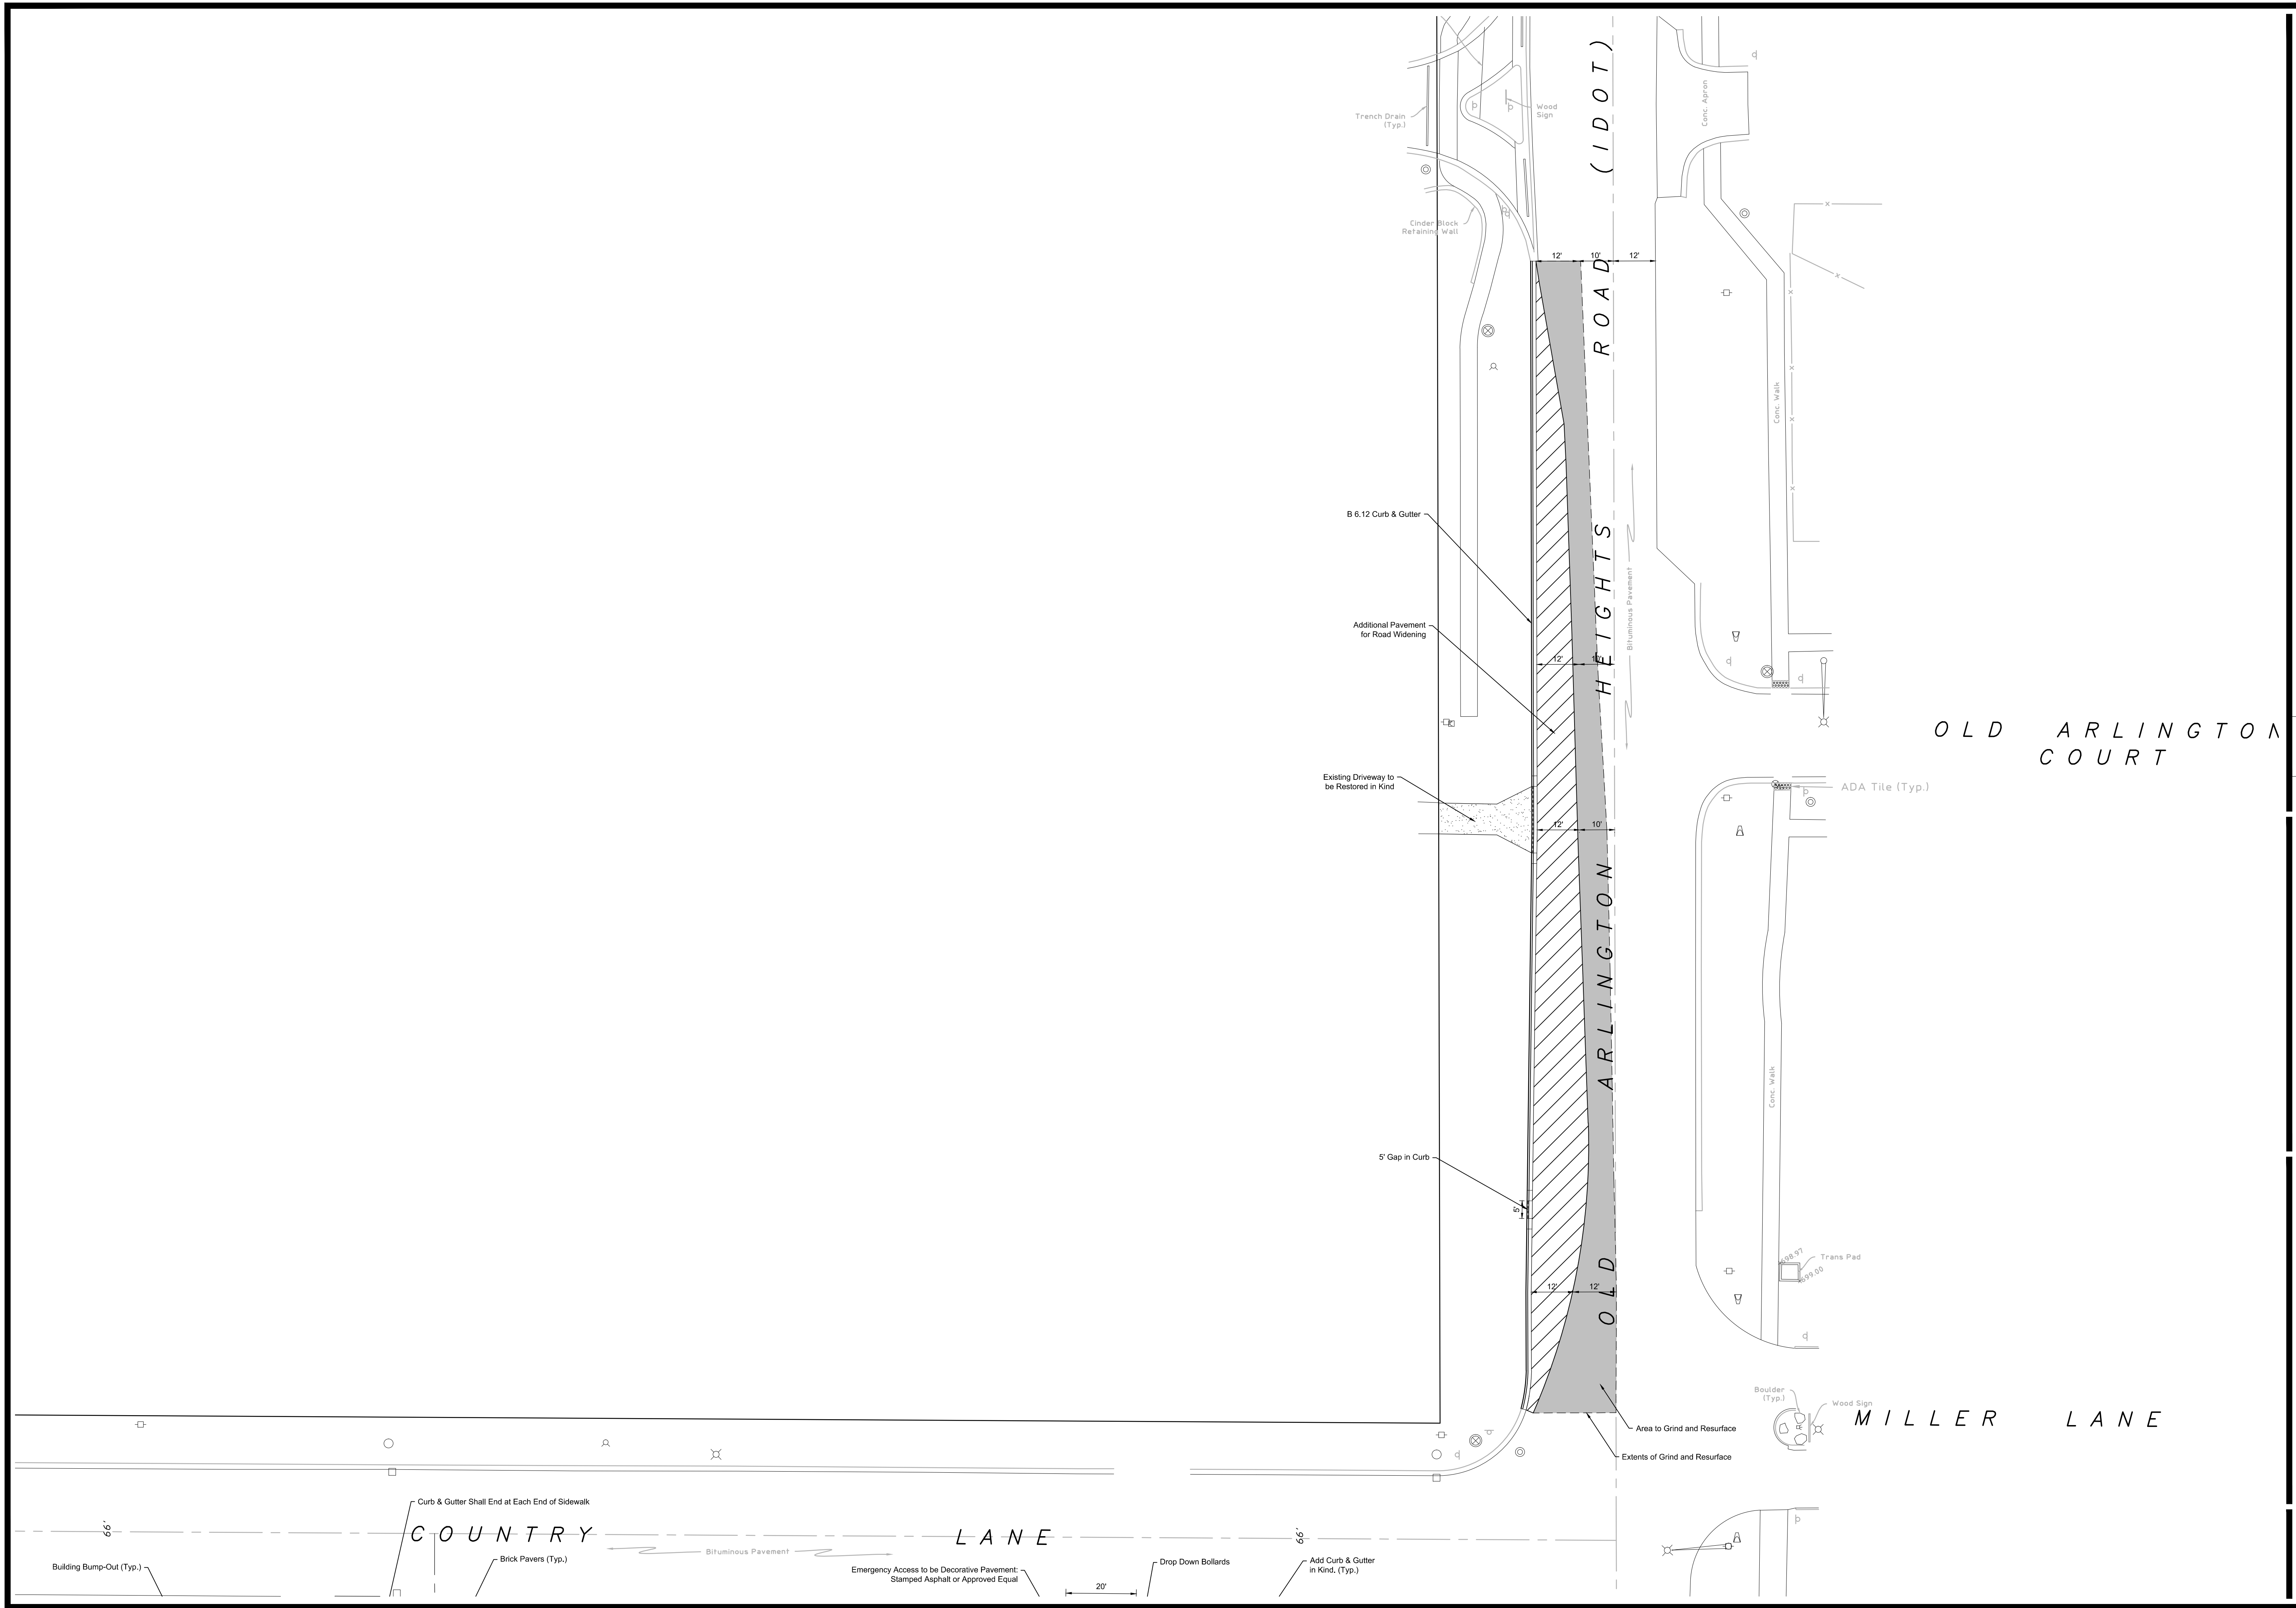 (IDOT)
Conc. Apron
Trench Drain
(Typ.)
Wood
Sign
Cinder Block
Retaining Wall
12'
10'
12'
OLD ARLINGTON HEIGHTS ROAD
Conc. Walk
B 6.12 Curb & Gutter
Bituminous Pavement
Additional Pavement
for Road Widening
12'
10'
OLD ARLINGTON
COURT
Existing Driveway to
be Restored in Kind
ADA Tile (Typ.)
12'
10'
Conc. Walk
5' Gap in Curb
5'
698.97
Trans Pad
699.00
12'
12'
Boulder
(Typ.)
Wood Sign
MILLER LANE
Area to Grind and Resurface
Extents of Grind and Resurface
Curb & Gutter Shall End at Each End of Sidewalk
66'
COUNTRY LANE
66'
Bituminous Pavement
Building Bump-Out (Typ.)
Brick Pavers (Typ.)
Emergency Access to be Decorative Pavement:
Stamped Asphalt or Approved Equal
20'
Drop Down Bollards
Add Curb & Gutter
in Kind. (Typ.)